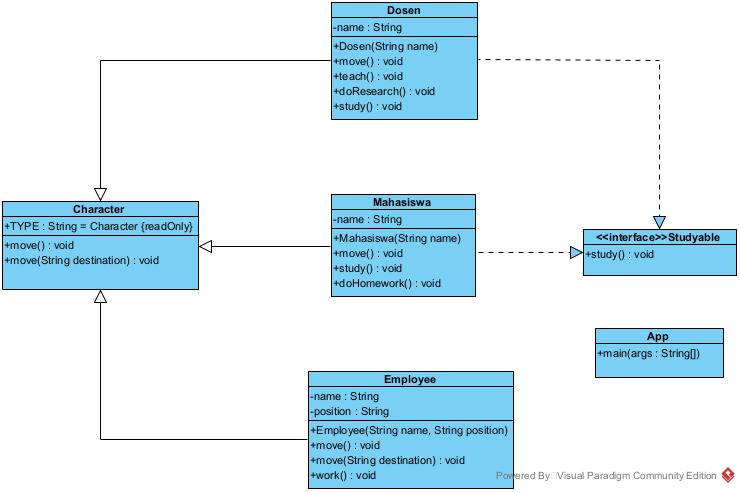 Dosen
-name : String
+Dosen(String name)
+move() : void
+teach() : void
+doResearch() : void
+study() : void
Character
+TYPE : String = Character {readOnly}
+move() : void
+move(String destination) : void
Mahasiswa
-name : String
+Mahasiswa(String name)
+move() : void
+study() : void
+doHomework() : void
<<interface>>Studyable
+study() : void
App
+main(args : String[])
Employee
-name : String
-position : String
+Employee(String name, String position)
+move() : void
+move(String destination) : void
+work() : void
Powered By Visual Paradigm Community Edition